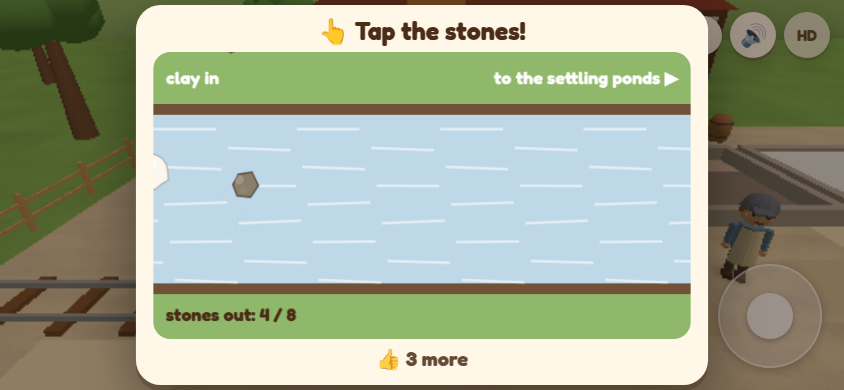 👆 Tap the stones!
clay in
to the settling ponds ▶
HD
stones out: 4 / 8
👍 3 more